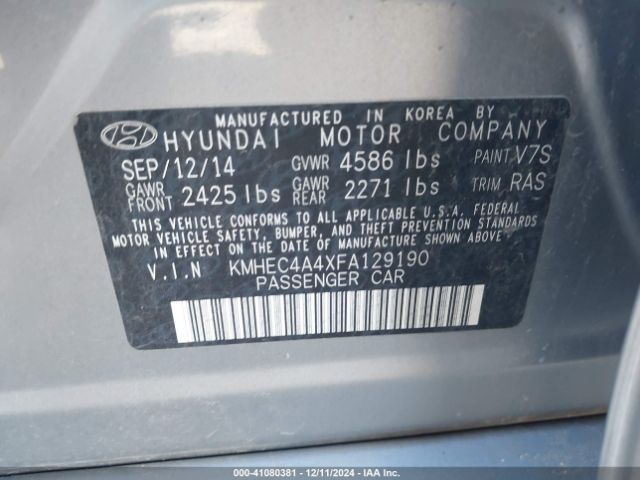 MANUFACTURED IN KOREA BY
HYUNDAI MOTOR COMPANY
SEP/12/14 GVWR 4586 lbs PAINT V7S
GAWR FRONT 2425 lbs GAWR REAR 2271 lbs TRIM RAS
THIS VEHICLE CONFORMS TO ALL APPLICABLE U.S.A. FEDERAL
MOTOR VEHICLE SAFETY, BUMPER, AND THEFT PREVENTION STANDARDS
IN EFFECT ON THE DATE OF MANUFACTURE SHOWN ABOVE.
V.I.N KMHEC4A4XFA129190
PASSENGER CAR
000-41080381 - 12/11/2024 - IAA Inc.